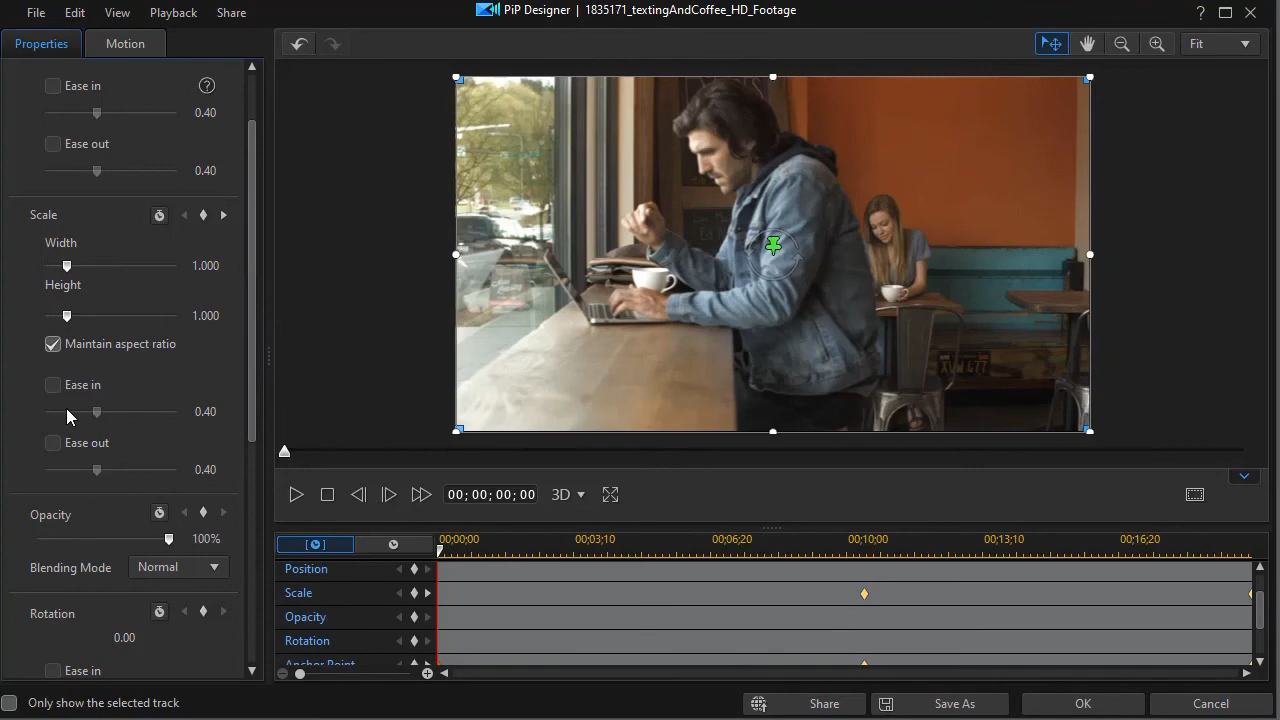 File Edit View Playback Share
PiP Designer | 1835171_textingAndCoffee_HD_Footage
Properties Motion
Fit
Ease in
0.40
Ease out
0.40
Scale
Width
1.000
Height
1.000
Maintain aspect ratio
Ease in
0.40
Ease out
0.40
Opacity
100%
Blending Mode Normal
Rotation
0.00
Ease in
00;00;00;00 3D
00;00;00 00;03;10 00;06;20 00;10;00 00;13;10 00;16;20
Position
Scale
Opacity
Rotation
Anchor Point
Only show the selected track
Share Save As OK Cancel